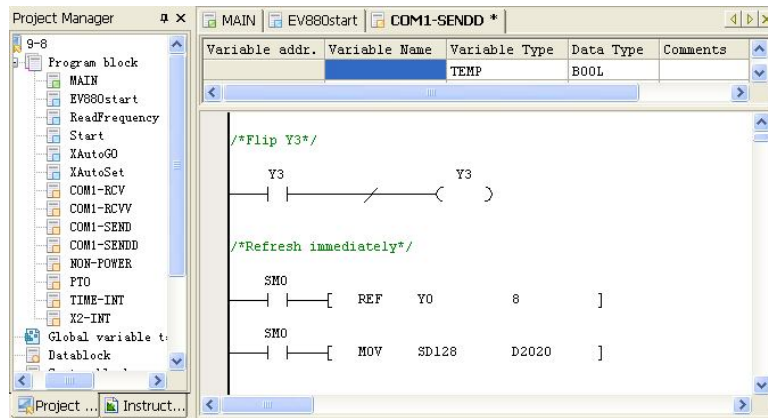 Project Manager
9-8
Program block
MAIN
EV880start
ReadFrequency
Start
XAutoGO
XAutoSet
COM1-RCV
COM1-RCVV
COM1-SEND
COM1-SENDD
NON-POWER
PTO
TIME-INT
X2-INT
Global variable t
Datablock
Project ... Instruct...
MAIN EV880start COM1-SENDD *
Variable addr. Variable Name Variable Type Data Type Comments
TEMP BOOL
/*Flip Y3*/
Y3 Y3
/*Refresh immediately*/
SM0
[ REF Y0 8 ]
SM0
[ MOV SD128 D2020 ]